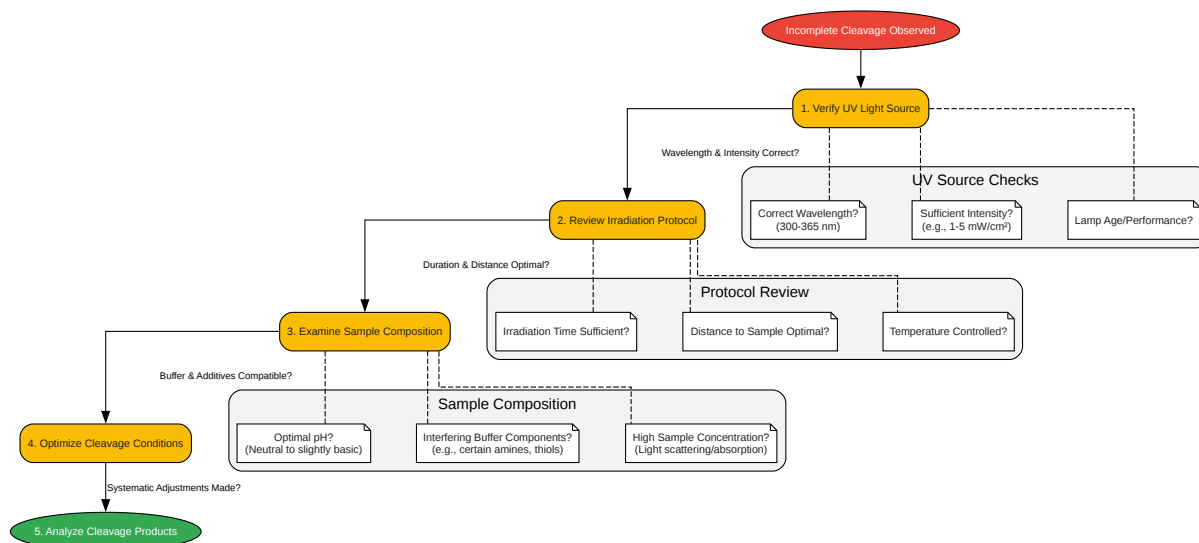 Incomplete Cleavage Observed
1. Verify UV Light Source
Wavelength & Intensity Correct?
UV Source Checks
Correct Wavelength?
(300-365 nm)
Sufficient Intensity?
(e.g., 1-5 mW/cm²)
Lamp Age/Performance?
2. Review Irradiation Protocol
Duration & Distance Optimal?
Protocol Review
Irradiation Time Sufficient?
Distance to Sample Optimal?
Temperature Controlled?
3. Examine Sample Composition
Buffer & Additives Compatible?
Sample Composition
Optimal pH?
(Neutral to slightly basic)
Interfering Buffer Components?
(e.g., certain amines, thiols)
High Sample Concentration?
(Light scattering/absorption)
4. Optimize Cleavage Conditions
Systematic Adjustments Made?
5. Analyze Cleavage Products